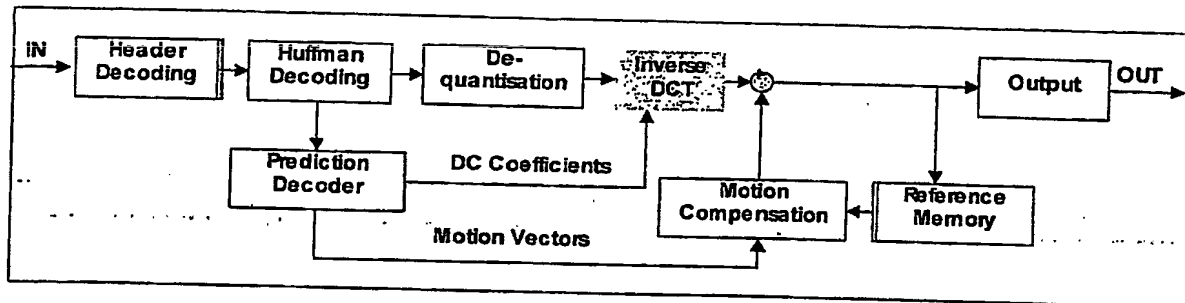 IN
Header
Decoding
Huffman
Decoding
De-
quantisation
Inverse
DCT
Output
OUT
Prediction
Decoder
DC Coefficients
Motion
Compensation
Reference
Memory
Motion Vectors